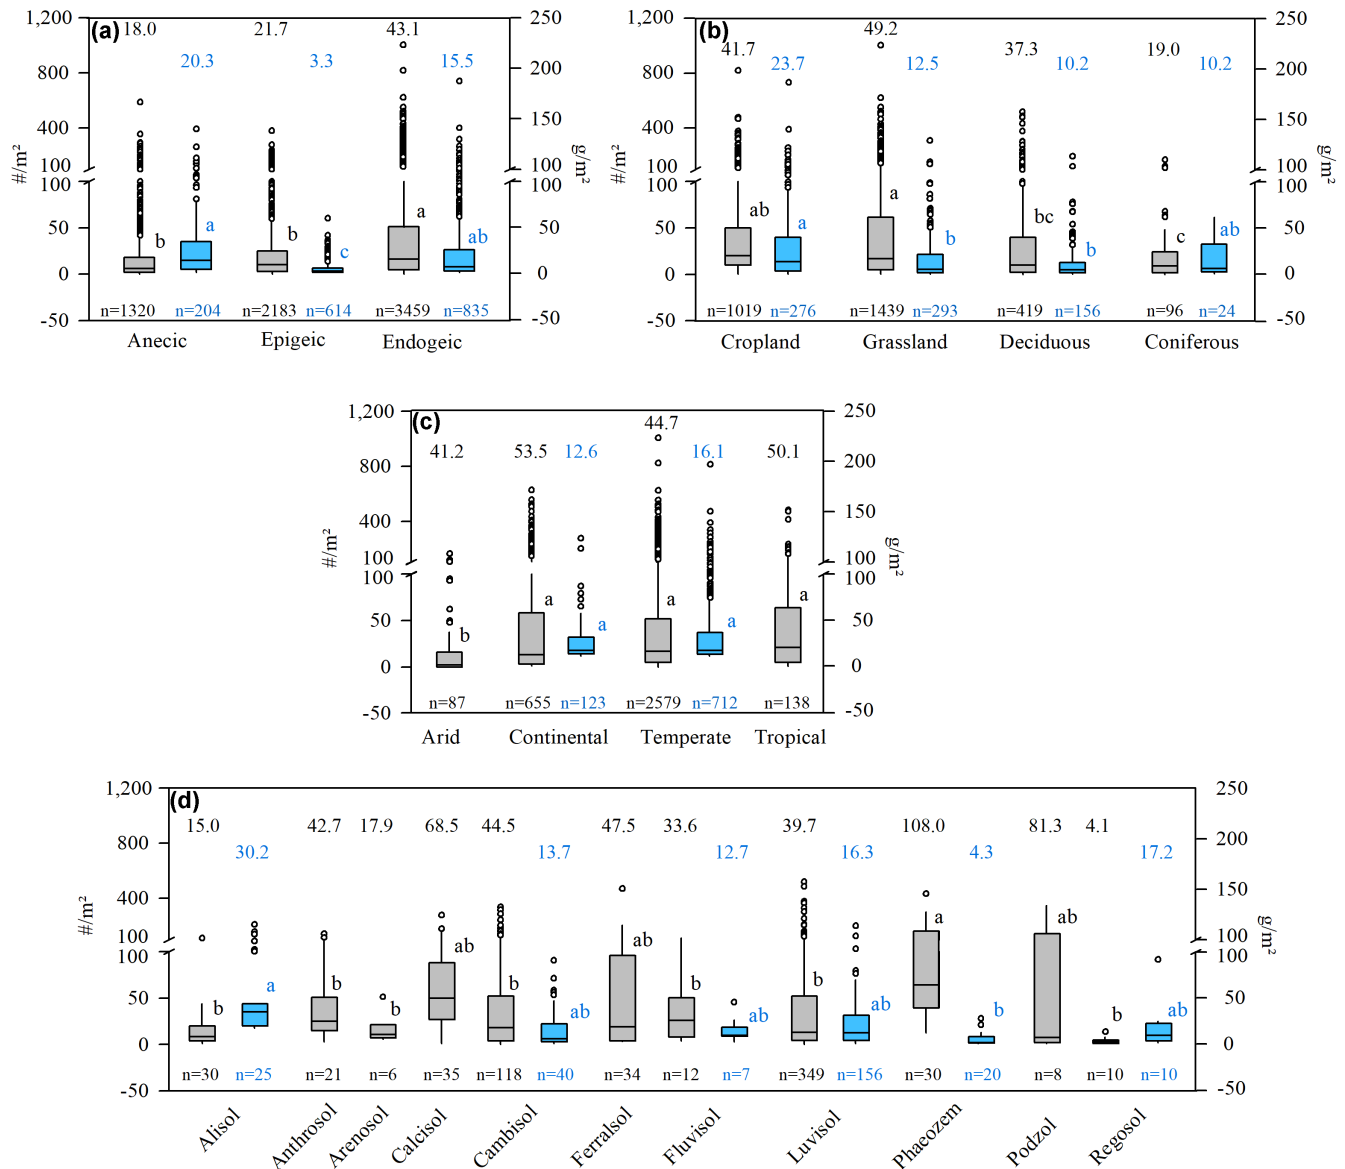 (a)
1,200
800
400
100
100
50
0
-50
#/m²
250
200
150
100
100
50
0
-50
g/m²
18.0 21.7 43.1
20.3 3.3 15.5
b a b c a ab
n=1320 n=204 n=2183 n=614 n=3459 n=835
Anecic Epigeic Endogeic
(b)
1,200
800
400
100
100
50
0
-50
#/m²
250
200
150
100
100
50
0
-50
g/m²
41.7 49.2 37.3 19.0
23.7 12.5 10.2 10.2
ab a a b bc b c ab
n=1019 n=276 n=1439 n=293 n=419 n=156 n=96 n=24
Cropland Grassland Deciduous Coniferous
(c)
1,200
800
400
100
100
50
0
-50
#/m²
250
200
150
100
100
50
0
-50
g/m²
41.2 53.5 12.6 44.7 16.1 50.1
b a a a a a
n=87 n=655 n=123 n=2579 n=712 n=138
Arid Continental Temperate Tropical
(d)
1,200
800
400
100
100
50
0
-50
#/m²
250
200
150
100
100
50
0
-50
g/m²
15.0 42.7 17.9 68.5 44.5 47.5 33.6 39.7 108.0 81.3 4.1
30.2 13.7 12.7 16.3 4.3 17.2
b a b b ab b ab ab b ab b ab a b ab b ab
n=30 n=25 n=21 n=6 n=35 n=118 n=40 n=34 n=12 n=7 n=349 n=156 n=30 n=20 n=8 n=10 n=10
Alisol Anthrosol Arenosol Calcisol Cambisol Ferralsol Fluvisol Luvisol Phaeozem Podzol Regosol